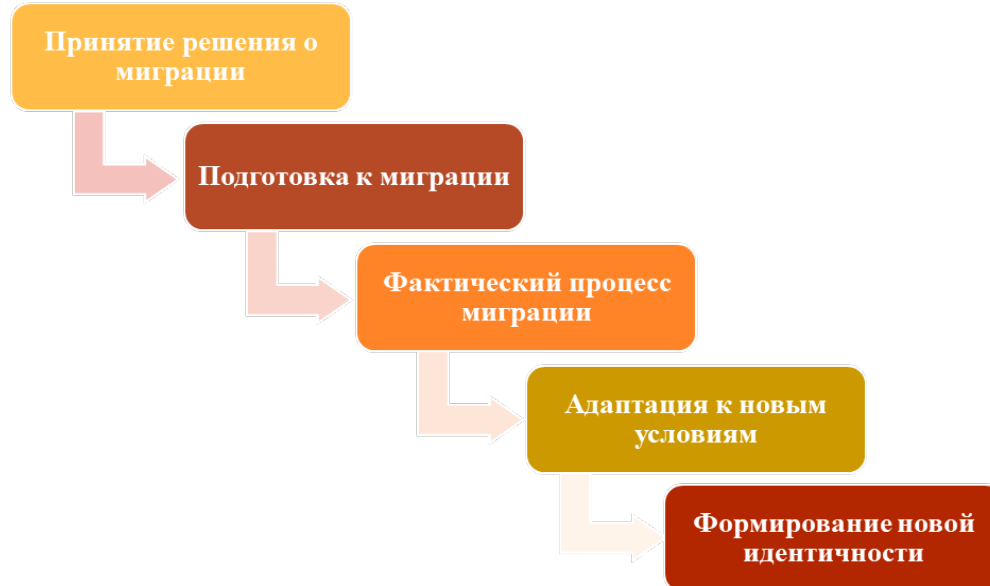 Принятие решения о
миграции
Подготовка к миграции
Фактический процесс
миграции
Адаптация к новым
условиям
Формирование новой
идентичности